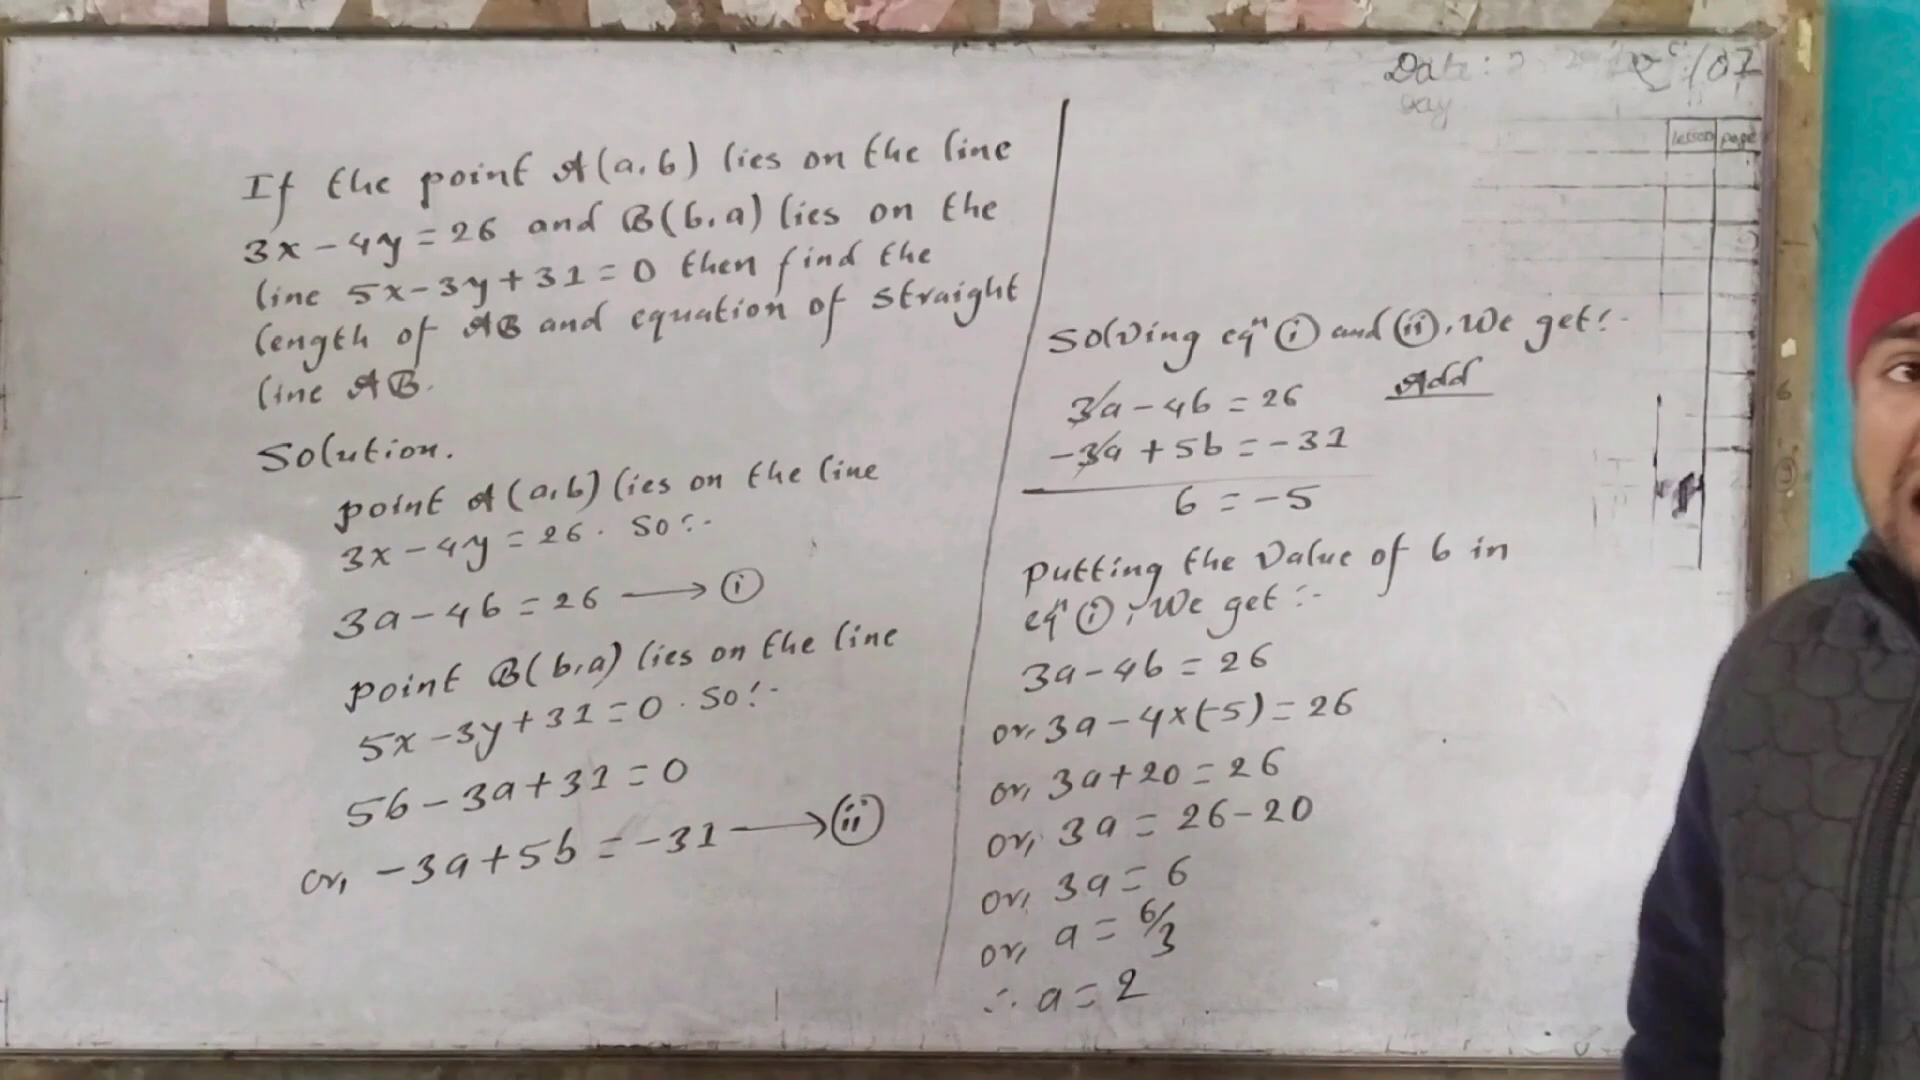 Date:
/07
day
lesson page
If the point A(a,b) lies on the line
3x-4y=26 and B(b,a) lies on the
line 5x-3y+31=0 then find the
length of AB and equation of straight
line AB.
Solution.
point A(a,b) lies on the line
3x-4y=26. So:-
3a-4b=26 → (i)
point B(b,a) lies on the line
5x-3y+31=0. So:-
5b-3a+31=0
or, -3a+5b=-31 → (ii)
Solving eqⁿ (i) and (ii), We get:-
3a-4b=26 Add
-3a+5b=-31
b=-5
putting the value of b in
eqⁿ (i), We get:-
3a-4b=26
or, 3a-4×(-5)=26
or, 3a+20=26
or, 3a=26-20
or, 3a=6
or, a=6/3
∴ a=2